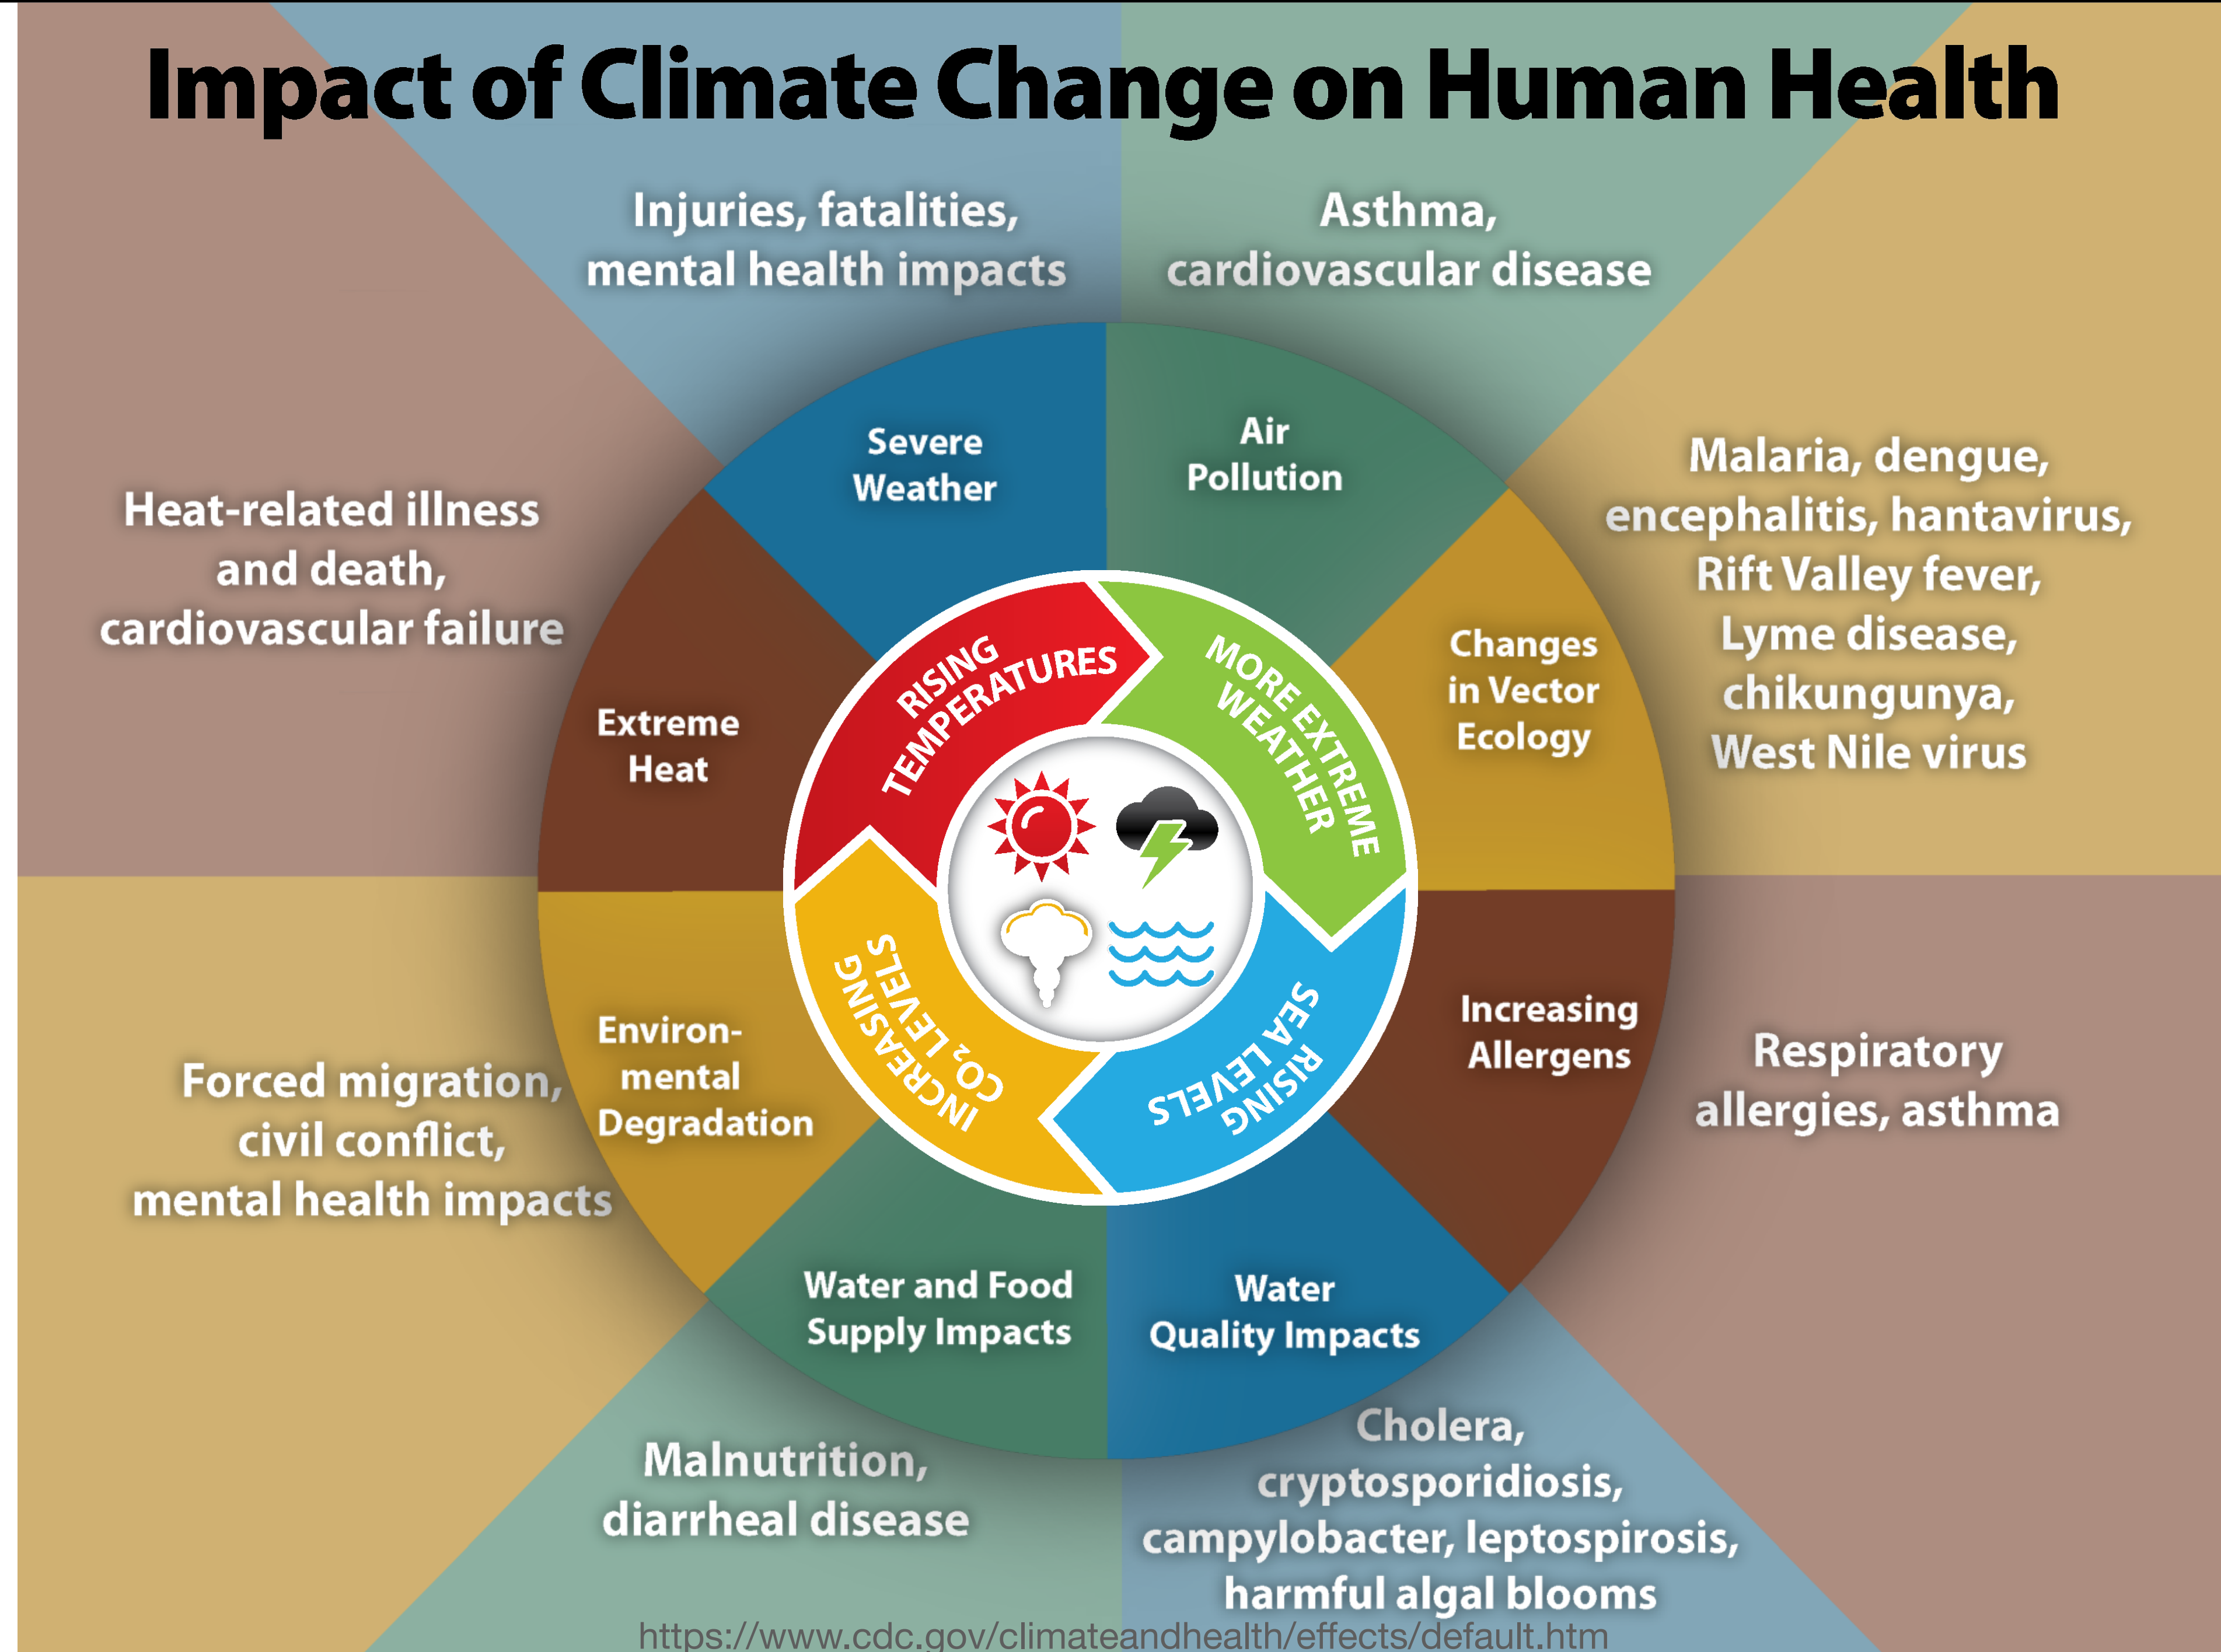 Impact of Climate Change on Human Health
Injuries, fatalities,
mental health impacts
Asthma,
cardiovascular disease
Malaria, dengue,
encephalitis, hantavirus,
Rift Valley fever,
Lyme disease,
chikungunya,
West Nile virus
Respiratory
allergies, asthma
Cholera,
cryptosporidiosis,
campylobacter, leptospirosis,
harmful algal blooms
Malnutrition,
diarrheal disease
Forced migration,
civil conflict,
mental health impacts
Heat-related illness
and death,
cardiovascular failure
Severe
Weather
Air
Pollution
Changes
in Vector
Ecology
Increasing
Allergens
Water
Quality Impacts
Water and Food
Supply Impacts
Environ-
mental
Degradation
Extreme
Heat
RISING
TEMPERATURES
MORE EXTREME
WEATHER
RISING
SEA LEVELS
INCREASING
CO₂ LEVELS
https://www.cdc.gov/climateandhealth/effects/default.htm